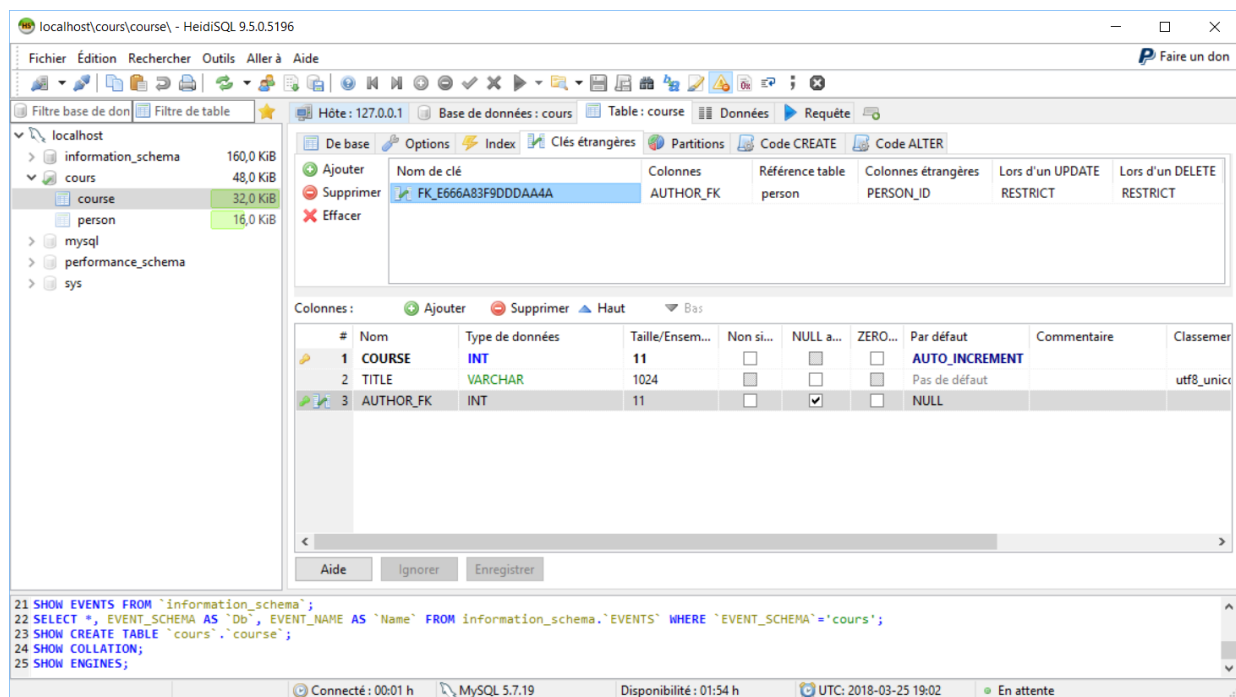 localhost\cours\course\ - HeidiSQL 9.5.0.5196
Fichier Édition Rechercher Outils Aller à Aide Faire un don
Filtre base de don Filtre de table Hôte : 127.0.0.1 Base de données : cours Table : course Données Requête
localhost
information_schema 160,0 KiB
cours 48,0 KiB
course 32,0 KiB
person 16,0 KiB
mysql
performance_schema
sys
De base Options Index Clés étrangères Partitions Code CREATE Code ALTER
Ajouter
Supprimer
Effacer
Nom de clé Colonnes Référence table Colonnes étrangères Lors d'un UPDATE Lors d'un DELETE
FK_E666A83F9DDDAA4A AUTHOR_FK person PERSON_ID RESTRICT RESTRICT
Colonnes : Ajouter Supprimer Haut Bas
# Nom Type de données Taille/Ensem... Non si... NULL a... ZERO... Par défaut Commentaire Classemer
1 COURSE INT 11 AUTO_INCREMENT
2 TITLE VARCHAR 1024 Pas de défaut utf8_unico
3 AUTHOR_FK INT 11 NULL
Aide Ignorer Enregistrer
21 SHOW EVENTS FROM `information_schema`;
22 SELECT *, EVENT_SCHEMA AS `Db`, EVENT_NAME AS `Name` FROM information_schema.`EVENTS` WHERE `EVENT_SCHEMA`='cours';
23 SHOW CREATE TABLE `cours`.`course`;
24 SHOW COLLATION;
25 SHOW ENGINES;
Connecté : 00:01 h MySQL 5.7.19 Disponibilité : 01:54 h UTC: 2018-03-25 19:02 En attente